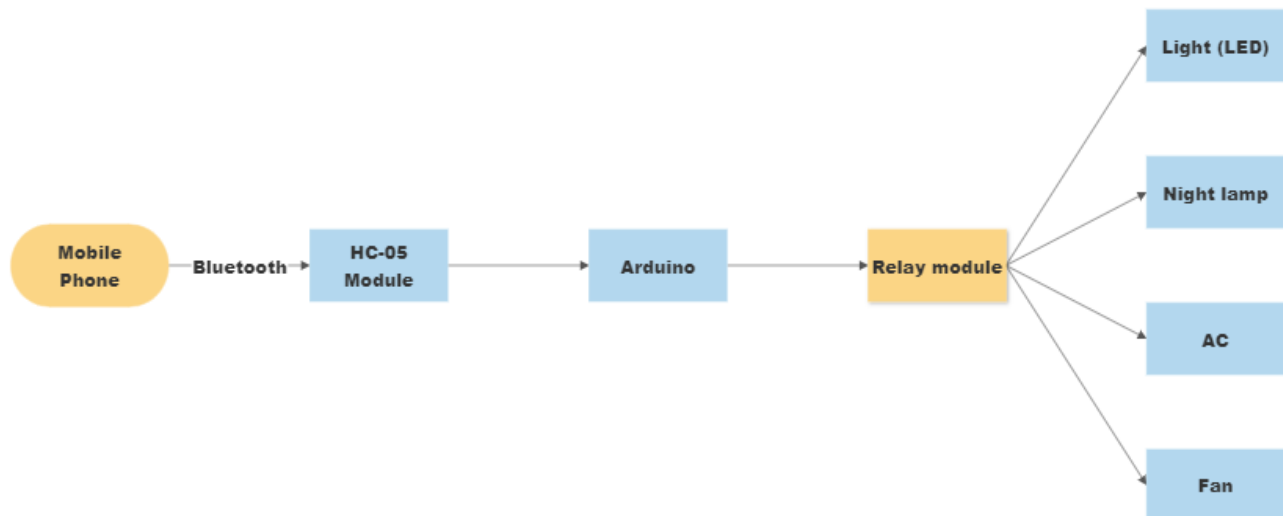 Light (LED)
Night lamp
Mobile
Phone
Bluetooth
HC-05
Module
Arduino
Relay module
AC
Fan